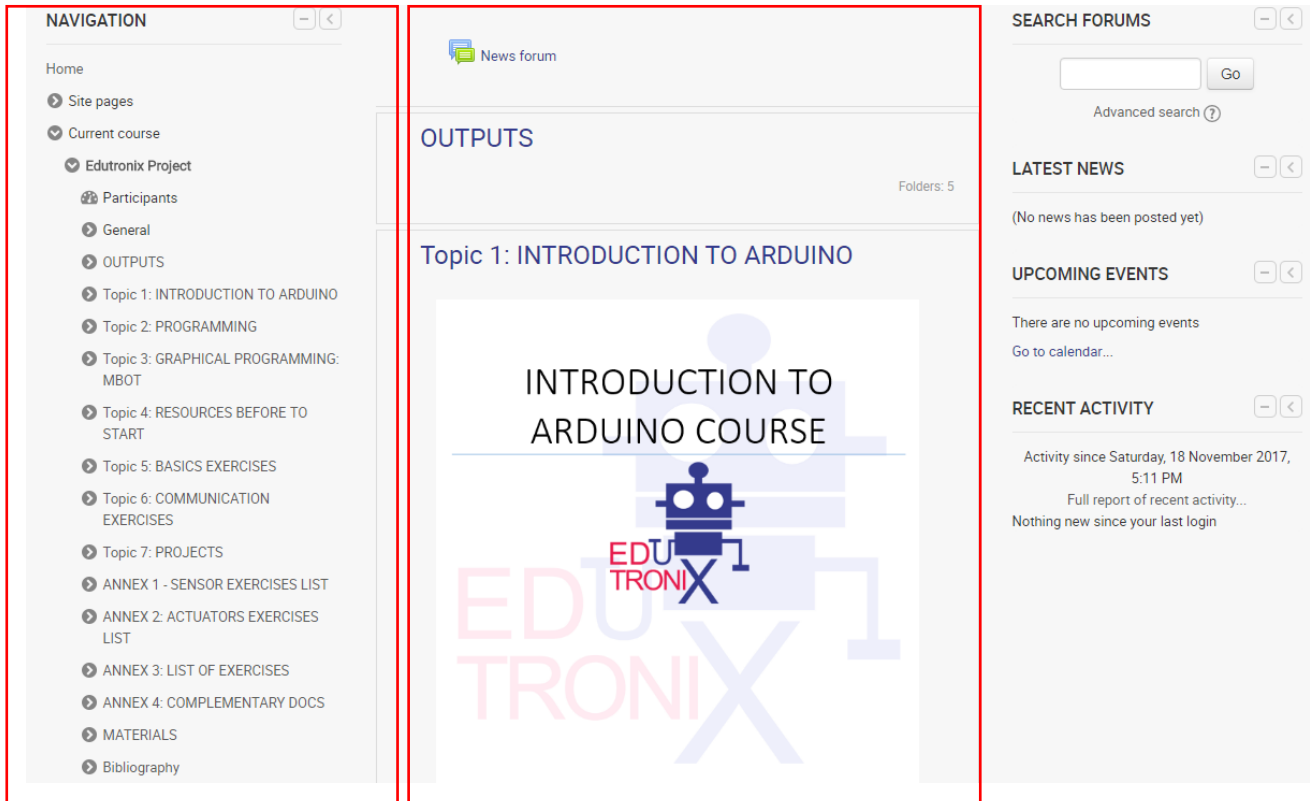 NAVIGATION
Home
Site pages
Current course
Edutronix Project
Participants
General
OUTPUTS
Topic 1: INTRODUCTION TO ARDUINO
Topic 2: PROGRAMMING
Topic 3: GRAPHICAL PROGRAMMING:
MBOT
Topic 4: RESOURCES BEFORE TO
START
Topic 5: BASICS EXERCISES
Topic 6: COMMUNICATION
EXERCISES
Topic 7: PROJECTS
ANNEX 1 - SENSOR EXERCISES LIST
ANNEX 2: ACTUATORS EXERCISES
LIST
ANNEX 3: LIST OF EXERCISES
ANNEX 4: COMPLEMENTARY DOCS
MATERIALS
Bibliography
News forum
OUTPUTS
Folders: 5
Topic 1: INTRODUCTION TO ARDUINO
INTRODUCTION TO
ARDUINO COURSE
EDU
TRONIX
EDU
TRONIX
SEARCH FORUMS
Go
Advanced search
LATEST NEWS
(No news has been posted yet)
UPCOMING EVENTS
There are no upcoming events
Go to calendar...
RECENT ACTIVITY
Activity since Saturday, 18 November 2017,
5:11 PM
Full report of recent activity...
Nothing new since your last login